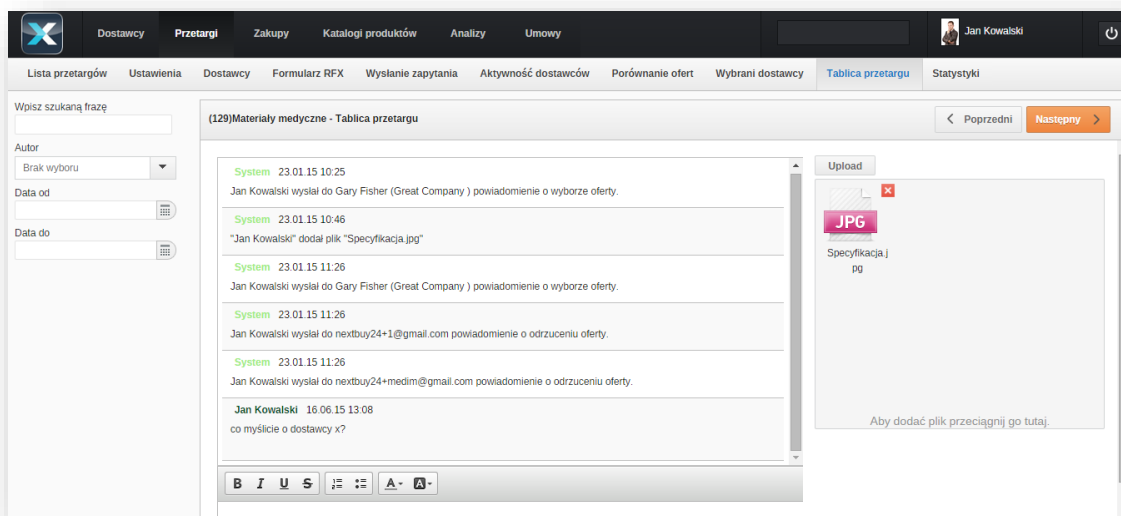 Dostawcy Przetargi Zakupy Katalogi produktów Analizy Umowy Jan Kowalski
Lista przetargów Ustawienia Dostawcy Formularz RFX Wysłanie zapytania Aktywność dostawców Porównanie ofert Wybrani dostawcy Tablica przetargu Statystyki
Wpisz szukaną frazę
Autor
Brak wyboru
Data od
Data do
(129)Materiały medyczne - Tablica przetargu
Poprzedni
Następny
System 23.01.15 10:25
Jan Kowalski wysłał do Gary Fisher (Great Company ) powiadomienie o wyborze oferty.
System 23.01.15 10:46
"Jan Kowalski" dodał plik "Specyfikacja.jpg"
System 23.01.15 11:26
Jan Kowalski wysłał do Gary Fisher (Great Company ) powiadomienie o wyborze oferty.
System 23.01.15 11:26
Jan Kowalski wysłał do nextbuy24+1@gmail.com powiadomienie o odrzuceniu oferty.
System 23.01.15 11:26
Jan Kowalski wysłał do nextbuy24+medim@gmail.com powiadomienie o odrzuceniu oferty.
Jan Kowalski 16.06.15 13:08
co myślicie o dostawcy x?
B I U S A A
Upload
JPG
Specyfikacja.j
pg
Aby dodać plik przeciągnij go tutaj.